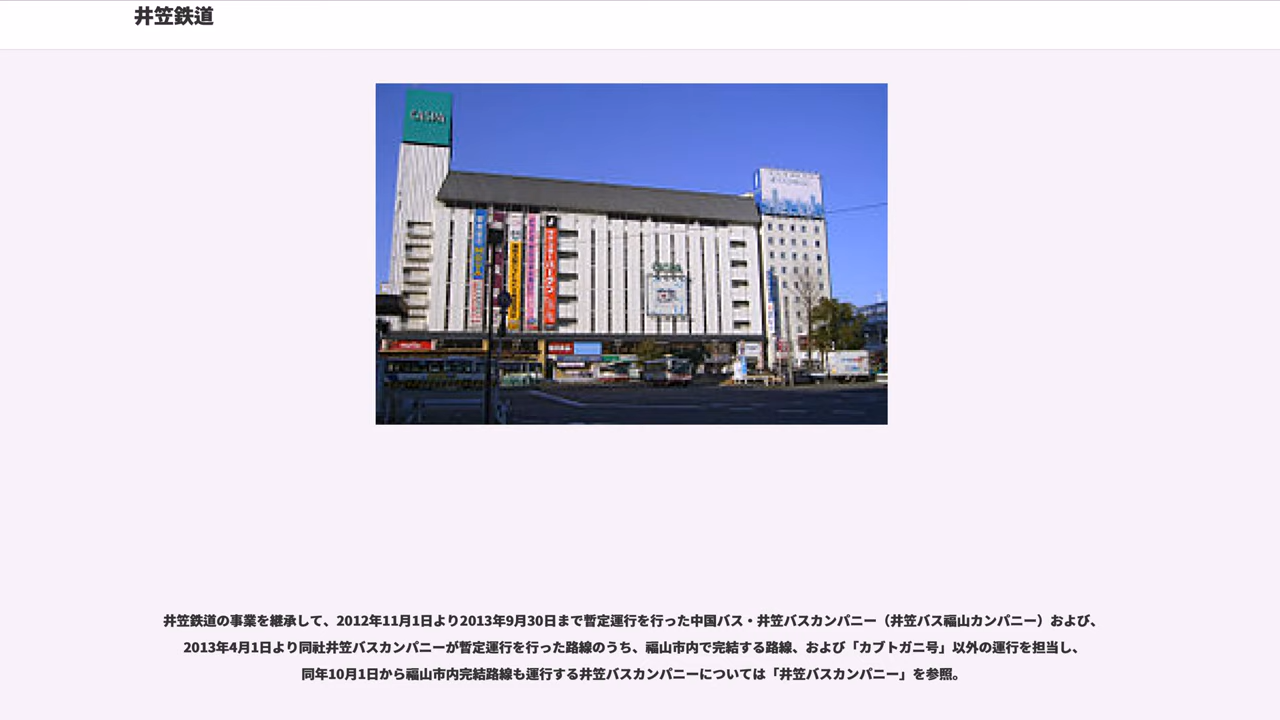 井笠鉄道
CASPA
井笠鉄道の事業を継承して、2012年11月1日より2013年9月30日まで暫定運行を行った中国バス・井笠バスカンパニー（井笠バス福山カンパニー）および、
2013年4月1日より同社井笠バスカンパニーが暫定運行を行った路線のうち、福山市内で完結する路線、および「カブトガニ号」以外の運行を担当し、
同年10月1日から福山市内完結路線も運行する井笠バスカンパニーについては「井笠バスカンパニー」を参照。